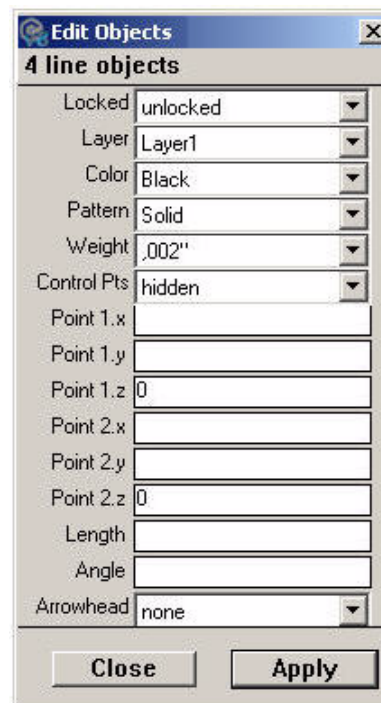 Edit Objects
4 line objects
Locked unlocked
Layer Layer1
Color Black
Pattern Solid
Weight ,002"
Control Pts hidden
Point 1.x
Point 1.y
Point 1.z 0
Point 2.x
Point 2.y
Point 2.z 0
Length
Angle
Arrowhead none
Close Apply